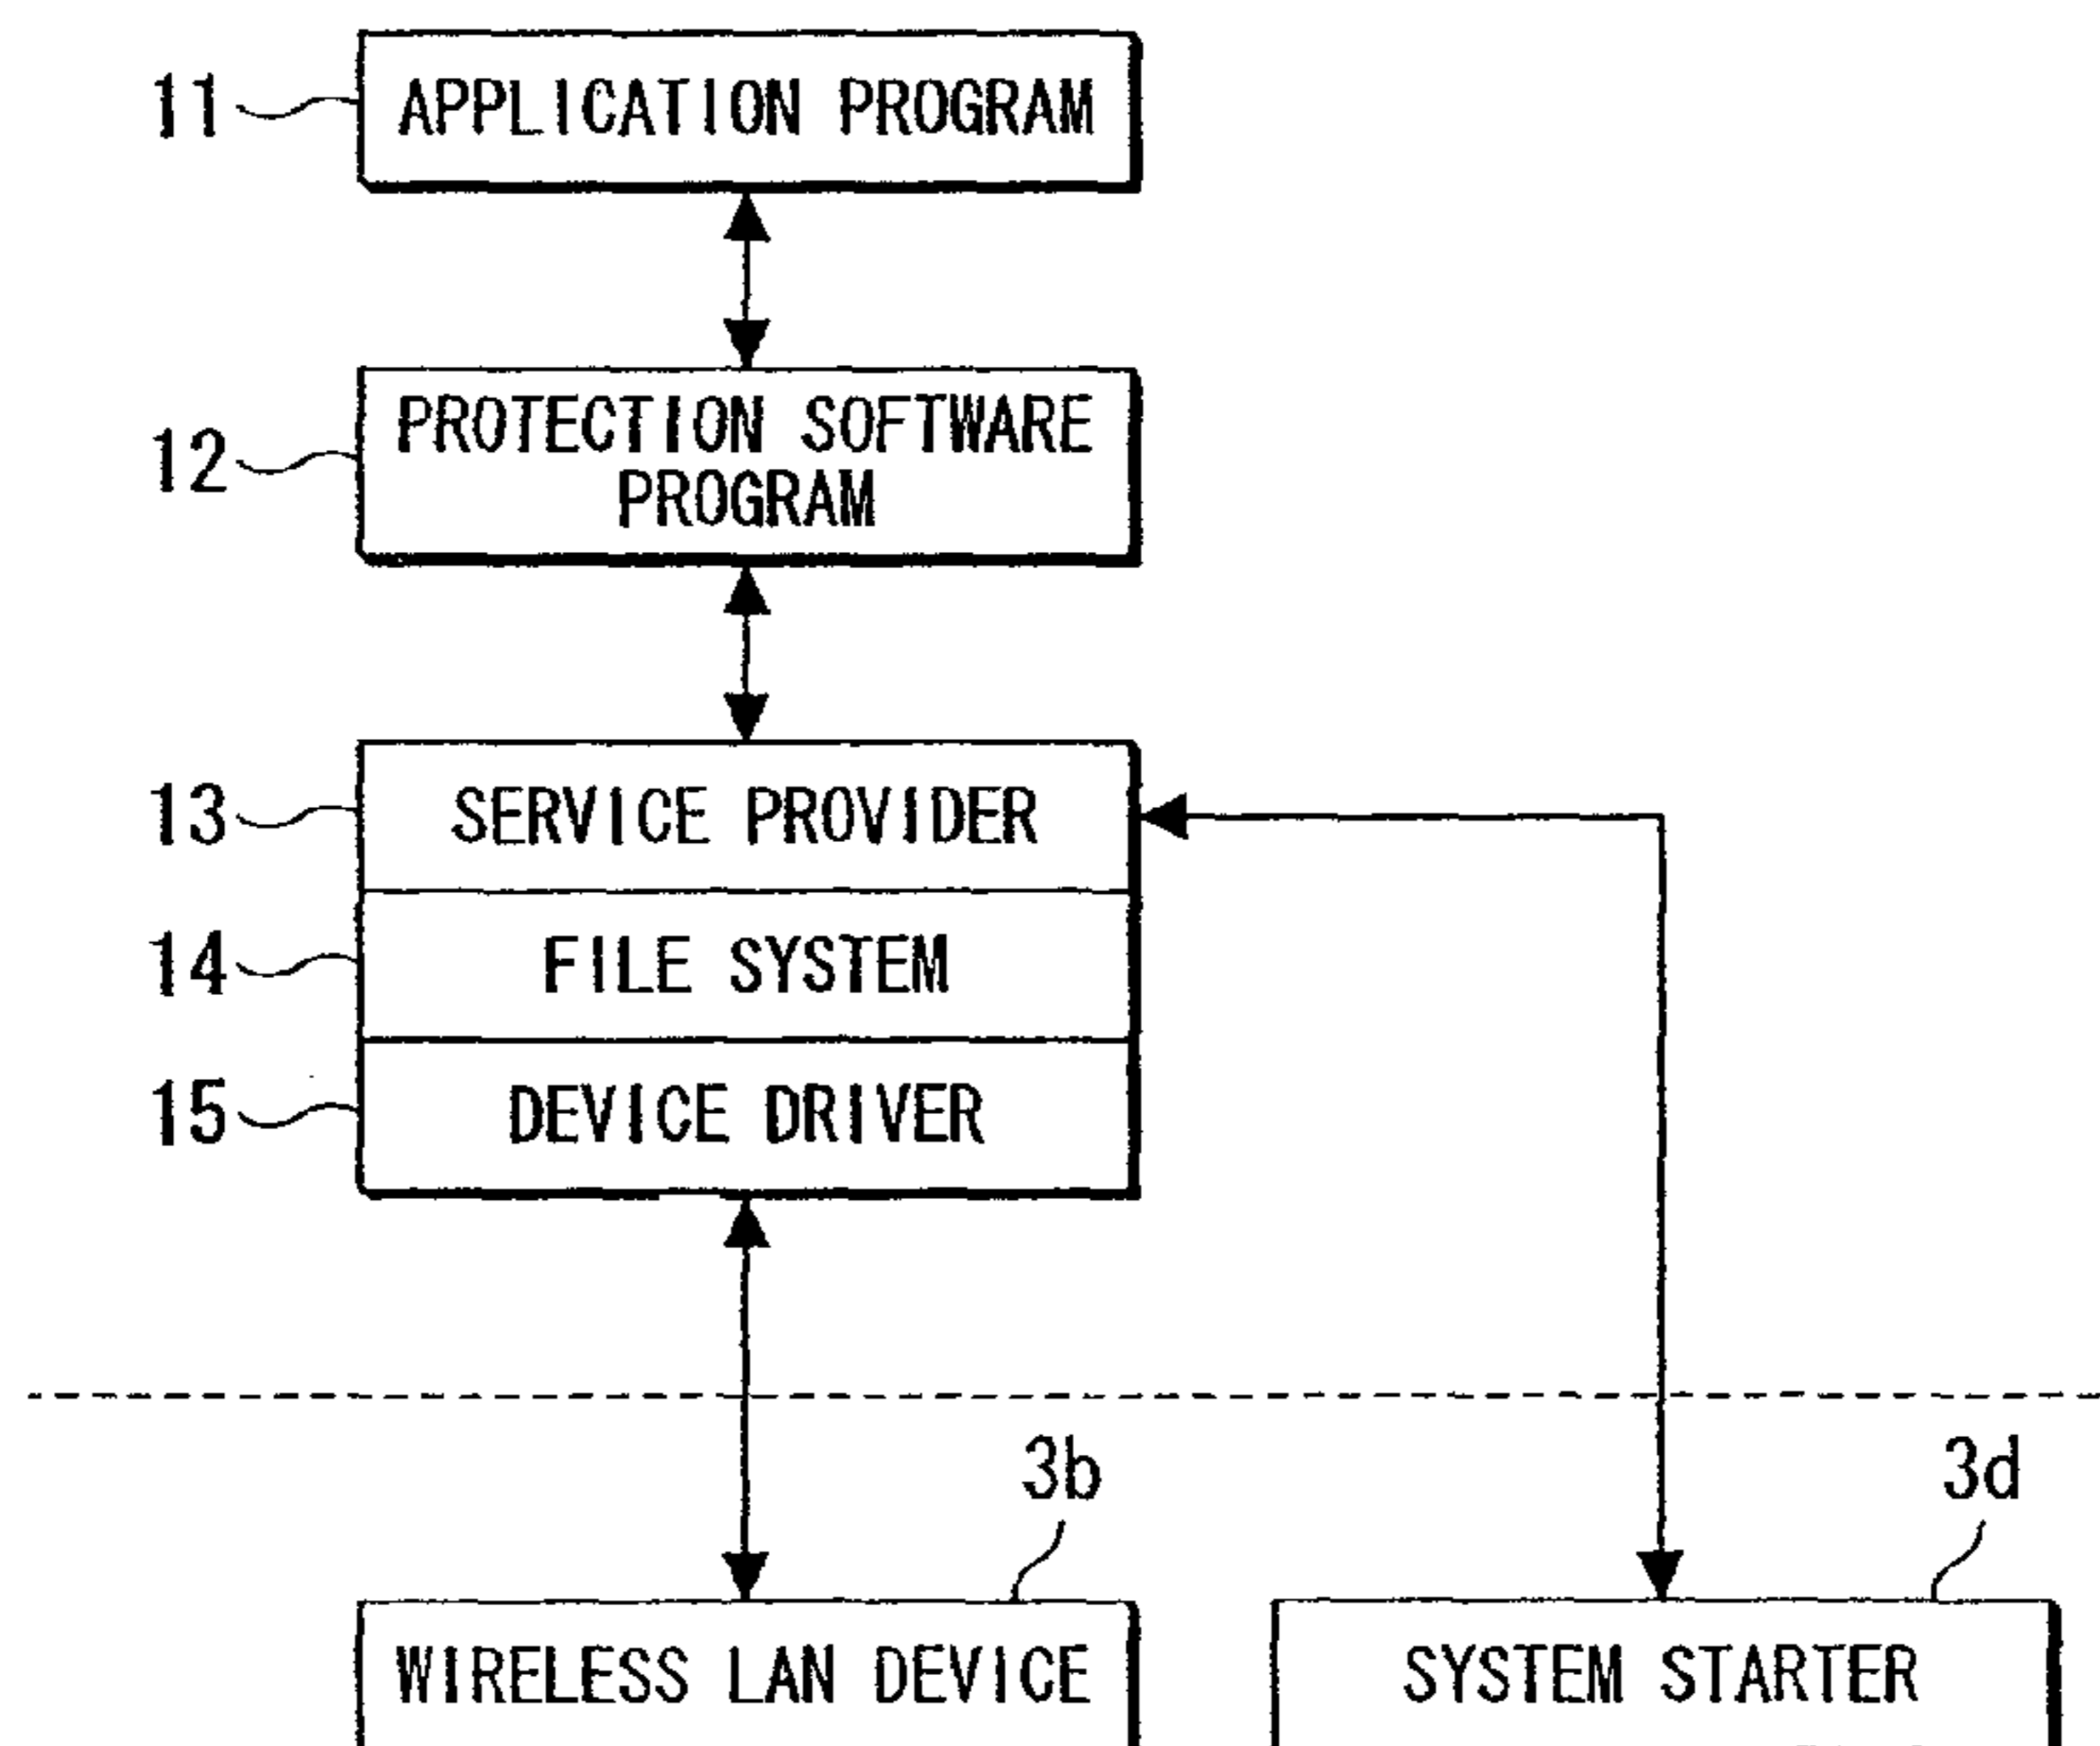 11 APPLICATION PROGRAM
12 PROTECTION SOFTWARE
PROGRAM
13 SERVICE PROVIDER
14 FILE SYSTEM
15 DEVICE DRIVER
3b 3d
WIRELESS LAN DEVICE SYSTEM STARTER